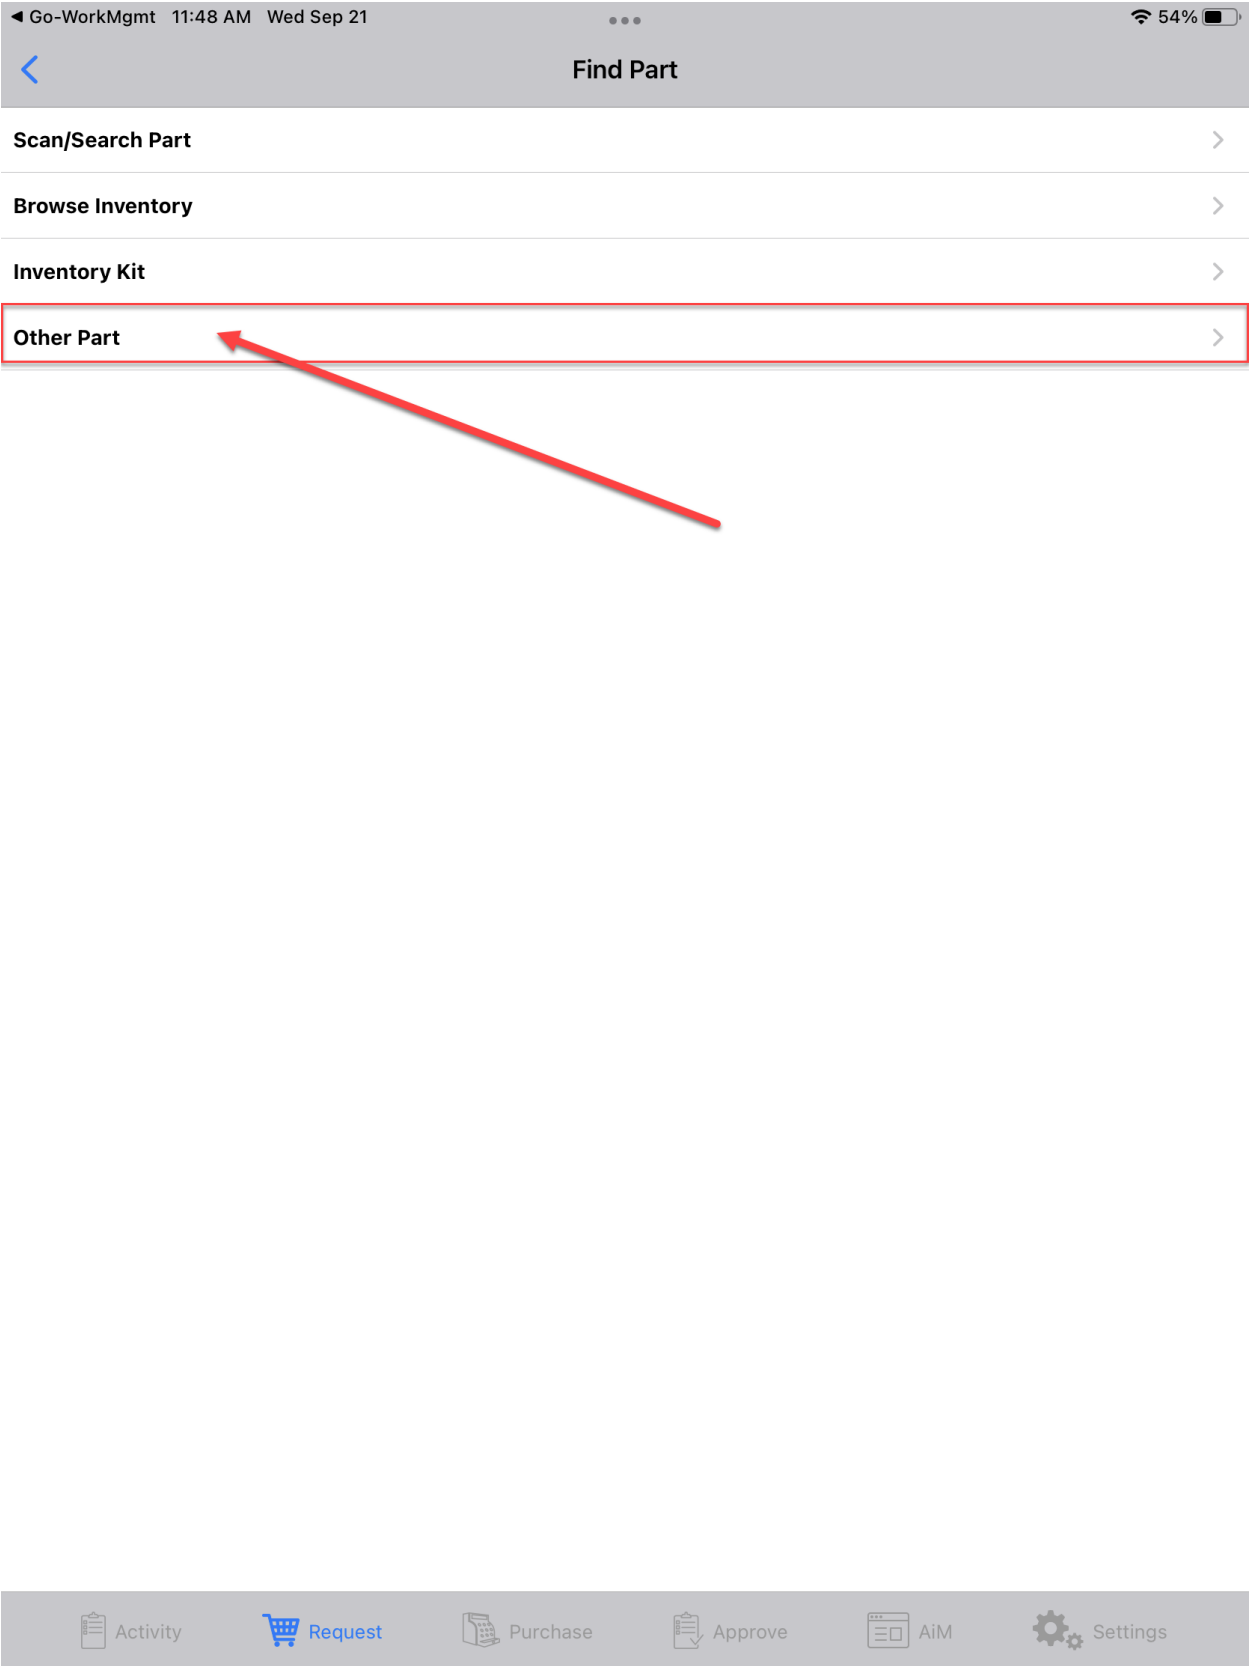 ◀ Go-WorkMgmt 11:48 AM Wed Sep 21 54%
Find Part
Scan/Search Part
Browse Inventory
Inventory Kit
Other Part
Activity Request Purchase Approve AiM Settings